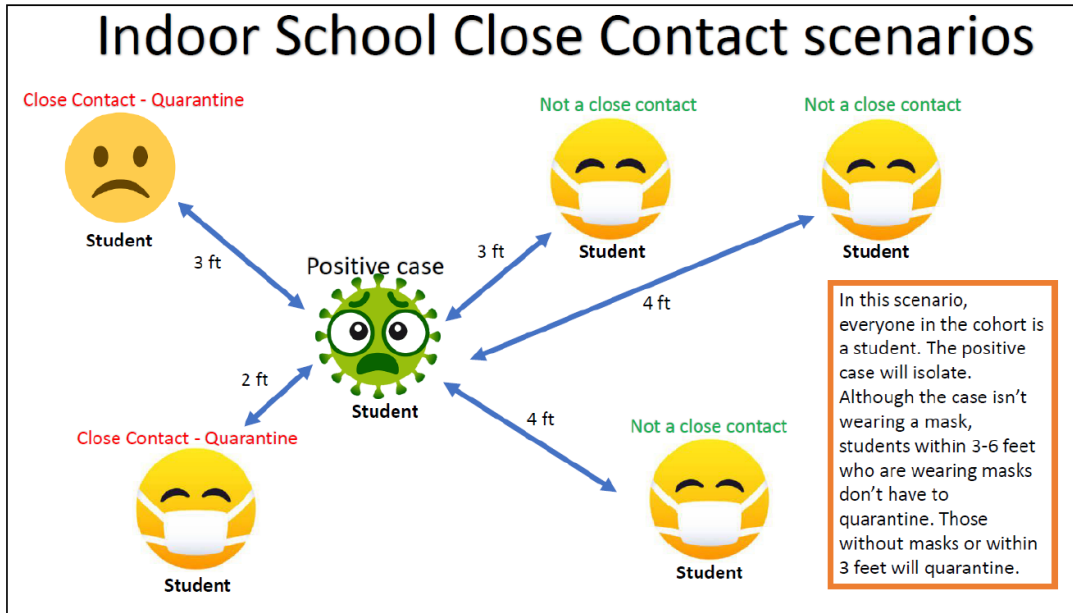 Indoor School Close Contact scenarios
Close Contact - Quarantine
Not a close contact
Not a close contact
Student
Student
Student
3 ft
3 ft
Positive case
4 ft
2 ft
Student
4 ft
Close Contact - Quarantine
Not a close contact
Student
Student
In this scenario,
everyone in the cohort is
a student. The positive
case will isolate.
Although the case isn't
wearing a mask,
students within 3-6 feet
who are wearing masks
don't have to
quarantine. Those
without masks or within
3 feet will quarantine.